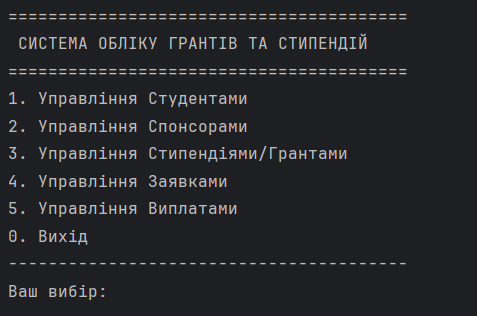 ========================================
 СИСТЕМА ОБЛІКУ ГРАНТІВ ТА СТИПЕНДІЙ
========================================
1. Управління Студентами
2. Управління Спонсорами
3. Управління Стипендіями/Грантами
4. Управління Заявками
5. Управління Виплатами
0. Вихід
----------------------------------------
Ваш вибір: